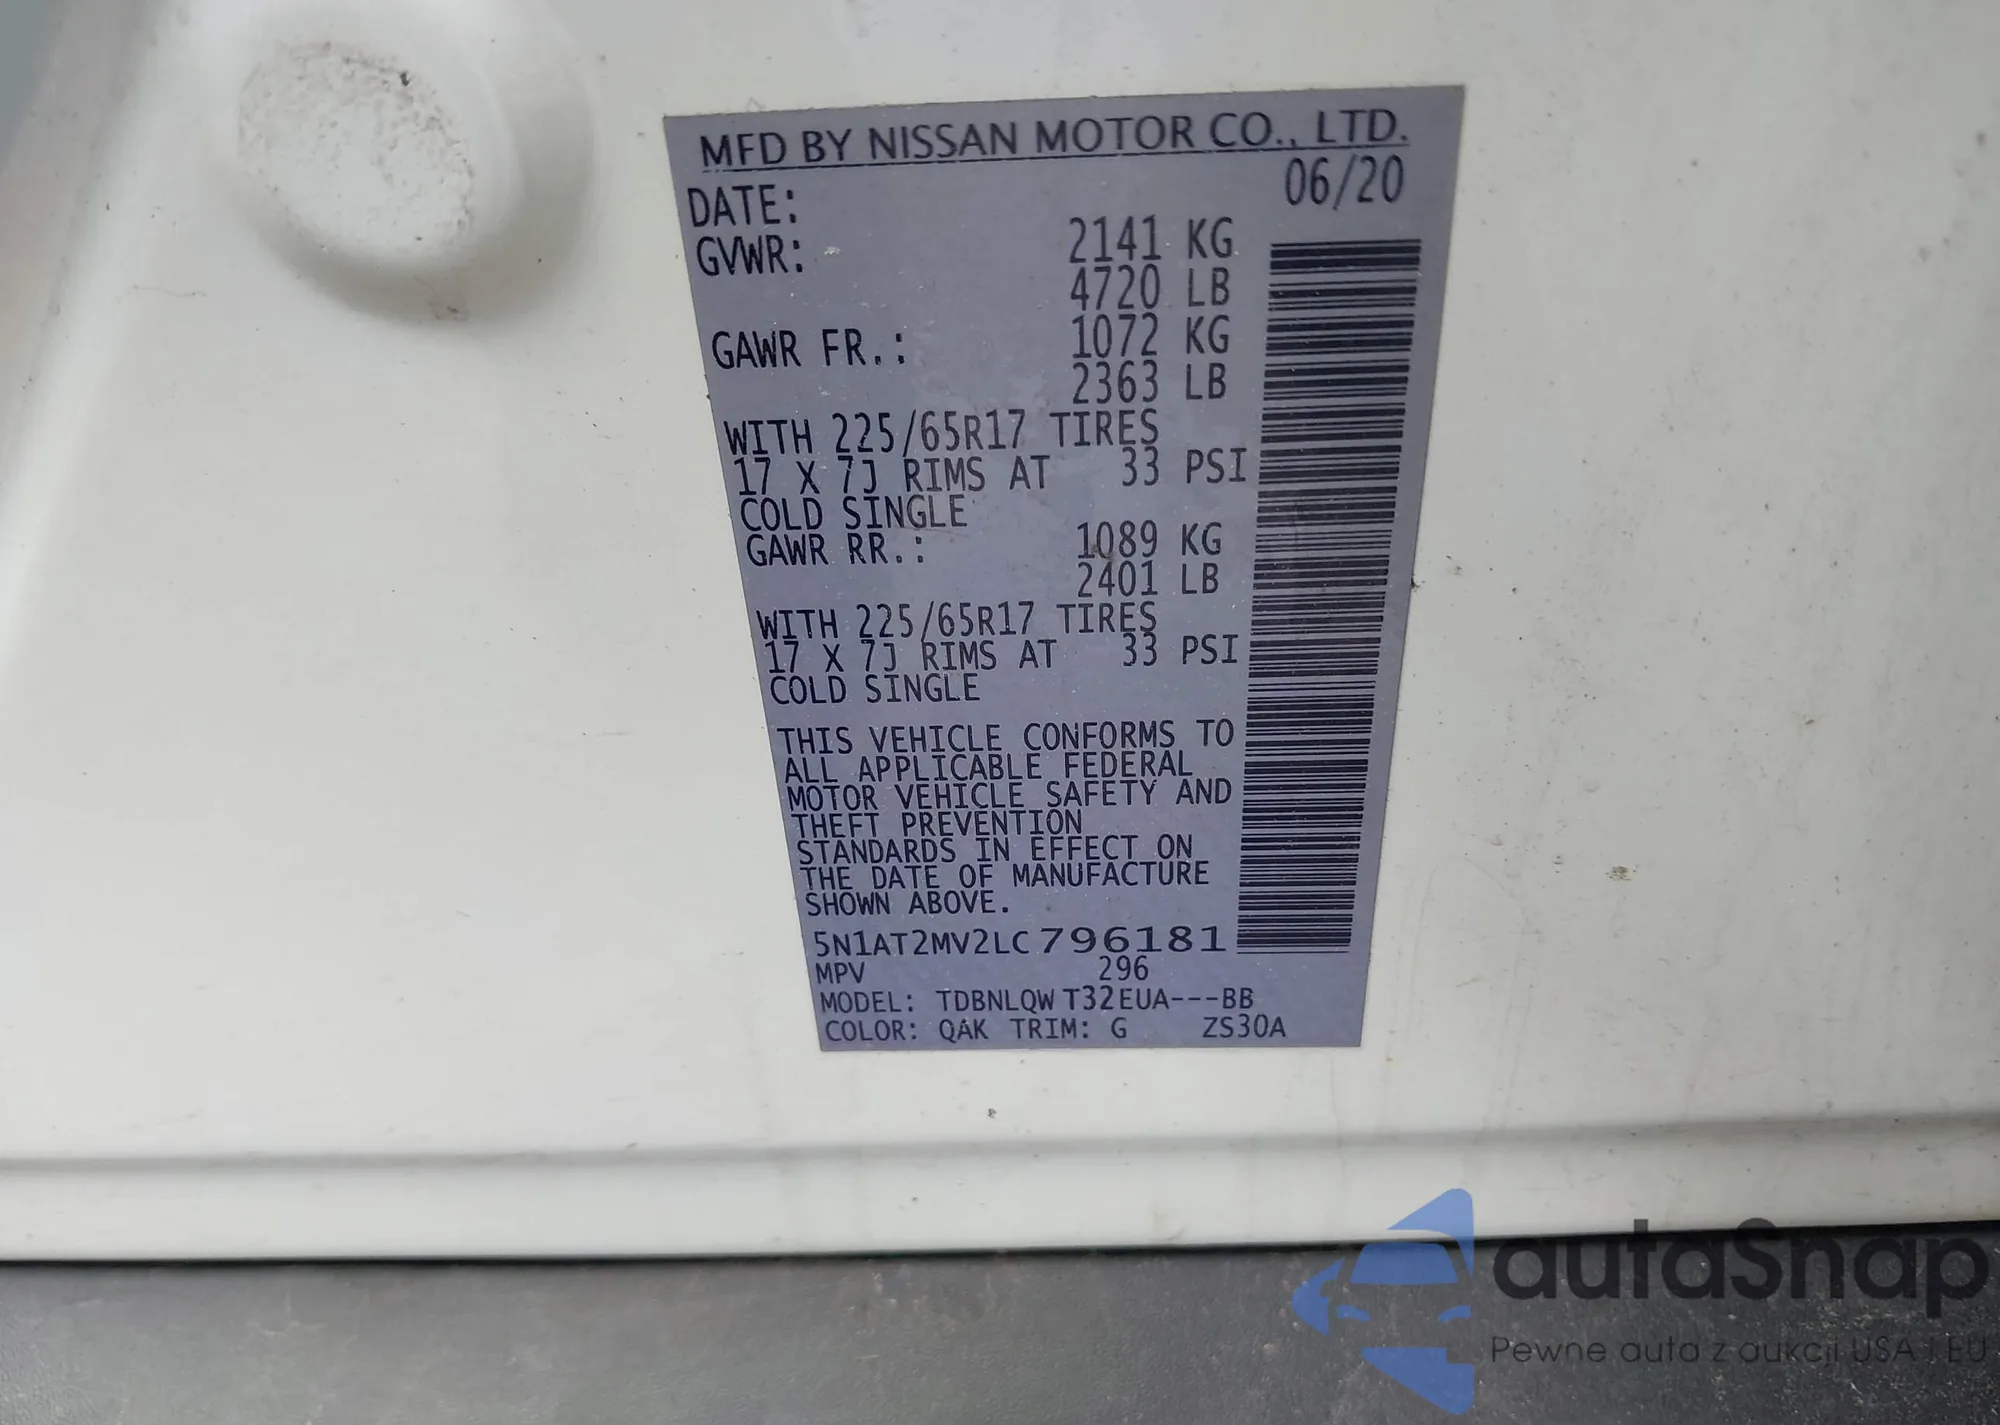 MFD BY NISSAN MOTOR CO., LTD.
DATE: 06/20
GVWR: 2141 KG
4720 LB
GAWR FR.: 1072 KG
2363 LB
WITH 225/65R17 TIRES
17 X 7J RIMS AT 33 PSI
COLD SINGLE
GAWR RR.: 1089 KG
2401 LB
WITH 225/65R17 TIRES
17 X 7J RIMS AT 33 PSI
COLD SINGLE
THIS VEHICLE CONFORMS TO
ALL APPLICABLE FEDERAL
MOTOR VEHICLE SAFETY AND
THEFT PREVENTION
STANDARDS IN EFFECT ON
THE DATE OF MANUFACTURE
SHOWN ABOVE.
5N1AT2MV2LC796181
MPV 296
MODEL: TDBNLQW T32EUA---BB
COLOR: QAK TRIM: G ZS30A
autoSnap
Pewne auta z aukcji USA i EU